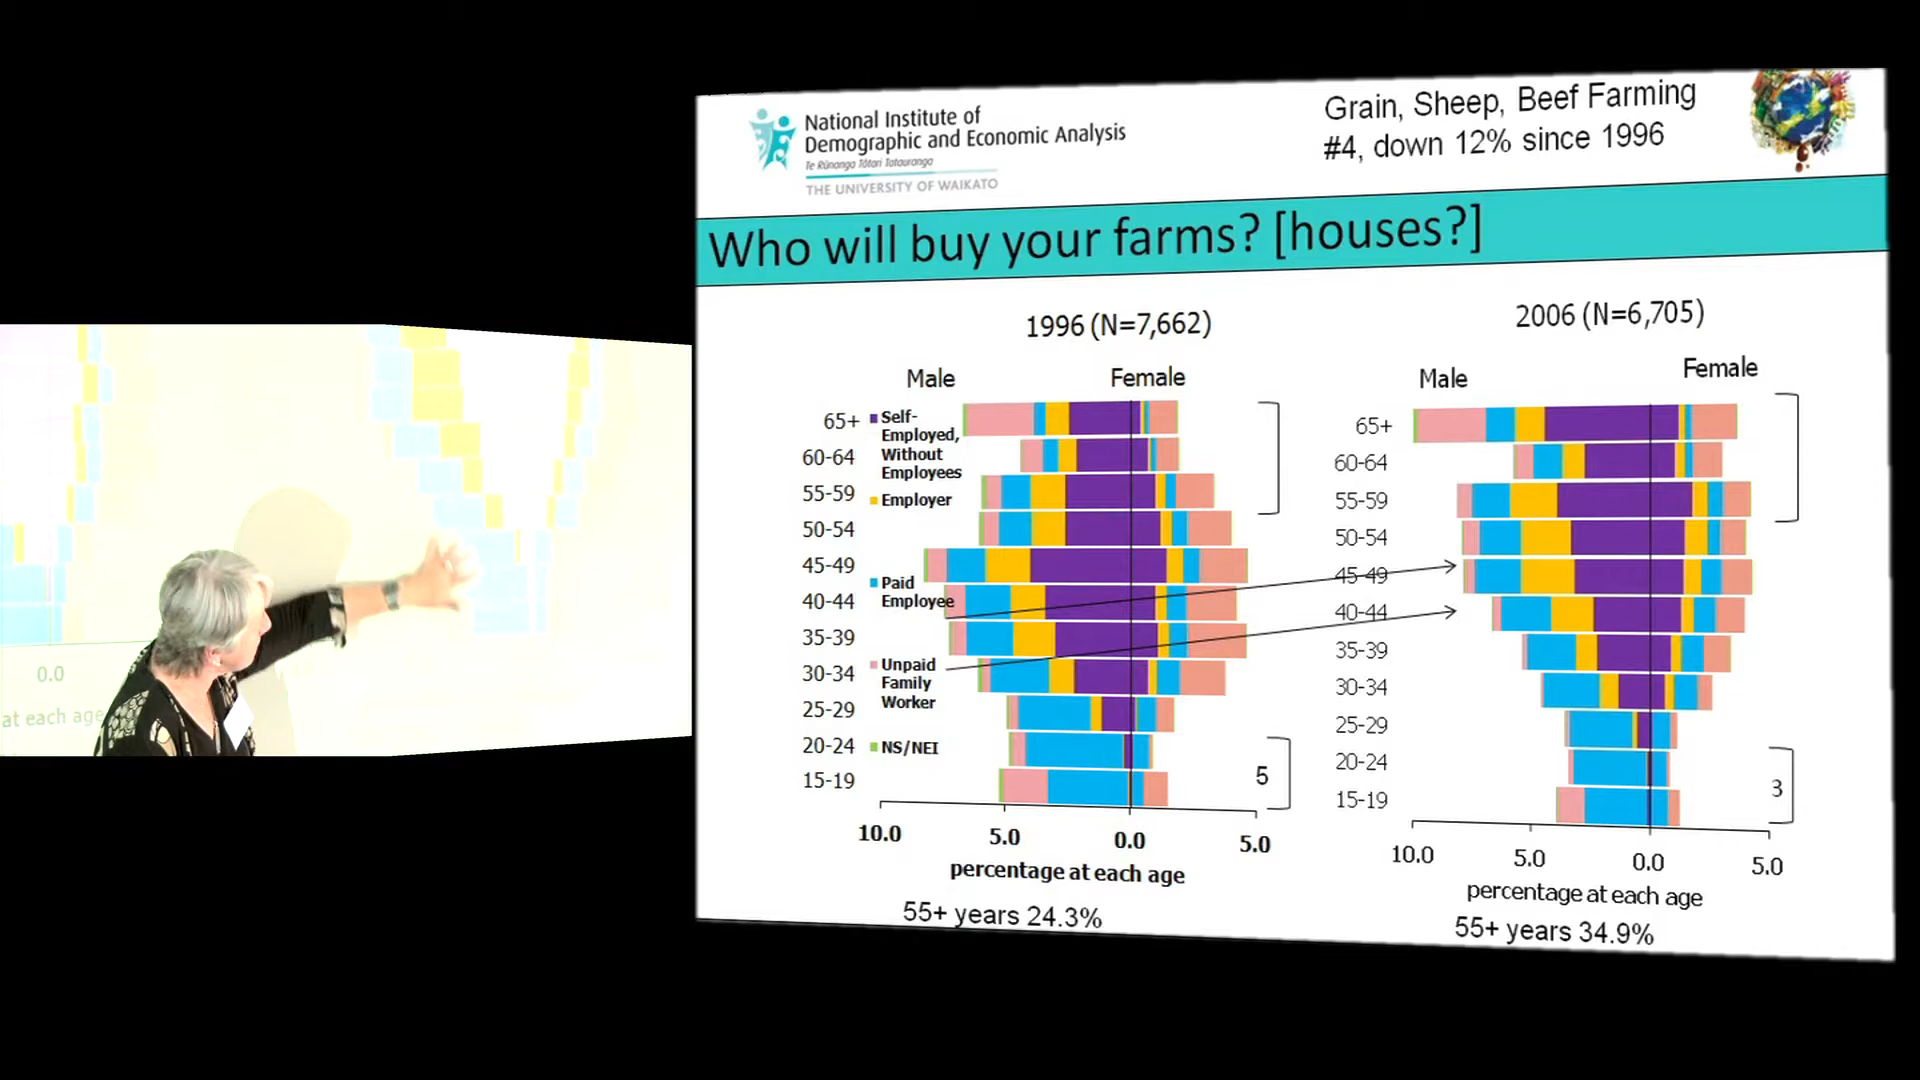 National Institute of
Demographic and Economic Analysis
Te Rūnanga Tātari Tatauranga
THE UNIVERSITY OF WAIKATO
Grain, Sheep, Beef Farming
#4, down 12% since 1996
Who will buy your farms? [houses?]
1996 (N=7,662)
Male
Female
65+
60-64
55-59
50-54
45-49
40-44
35-39
30-34
25-29
20-24
15-19
Self-
Employed,
Without
Employees
Employer
Paid
Employee
Unpaid
Family
Worker
NS/NEI
5
10.0
5.0
0.0
5.0
percentage at each age
55+ years 24.3%
2006 (N=6,705)
Male
Female
65+
60-64
55-59
50-54
45-49
40-44
35-39
30-34
25-29
20-24
15-19
3
10.0
5.0
0.0
5.0
percentage at each age
55+ years 34.9%
0.0
at each age